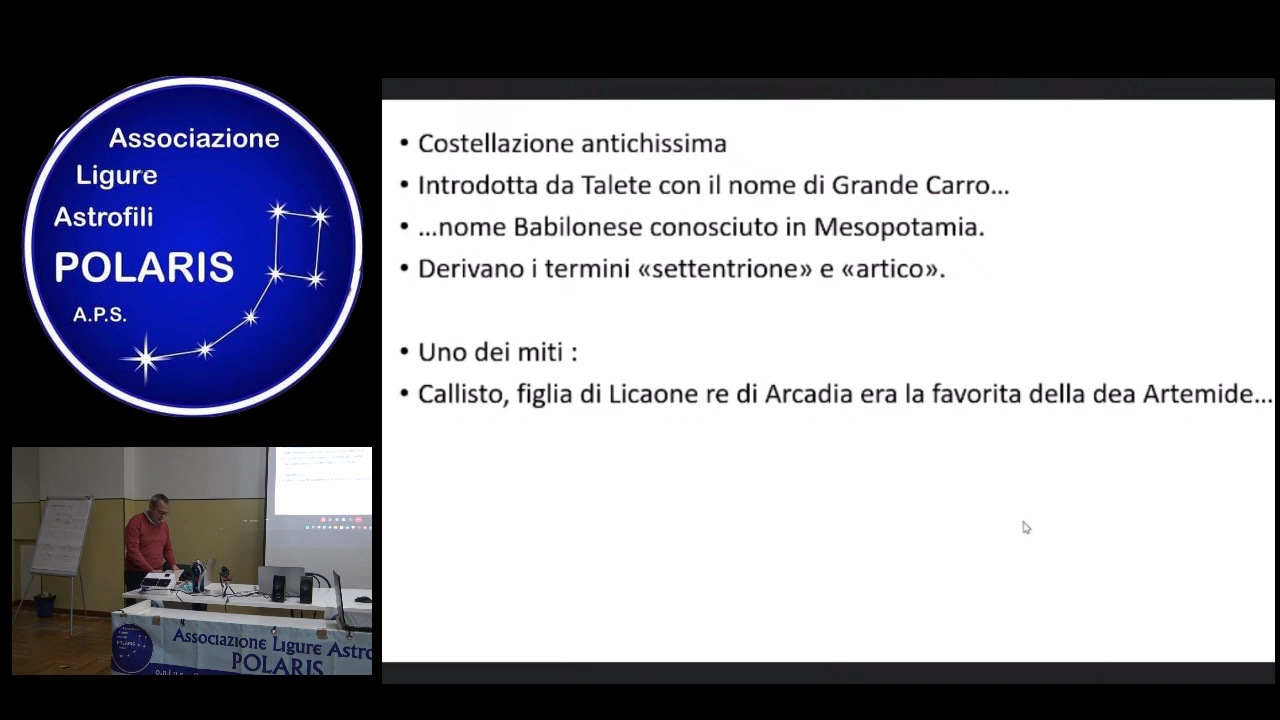 Associazione
Ligure
Astrofili
POLARIS
A.P.S.
• Costellazione antichissima
• Introdotta da Talete con il nome di Grande Carro...
• ...nome Babilonese conosciuto in Mesopotamia.
• Derivano i termini «settentrione» e «artico».
• Uno dei miti :
• Callisto, figlia di Licaone re di Arcadia era la favorita della dea Artemide...
Associazione Ligure Astro
POLARIS